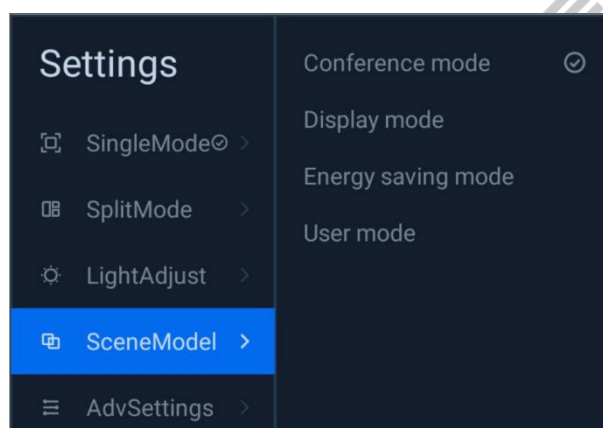 Settings
SingleMode
SplitMode
LightAdjust
SceneModel
AdvSettings
Conference mode
Display mode
Energy saving mode
User mode